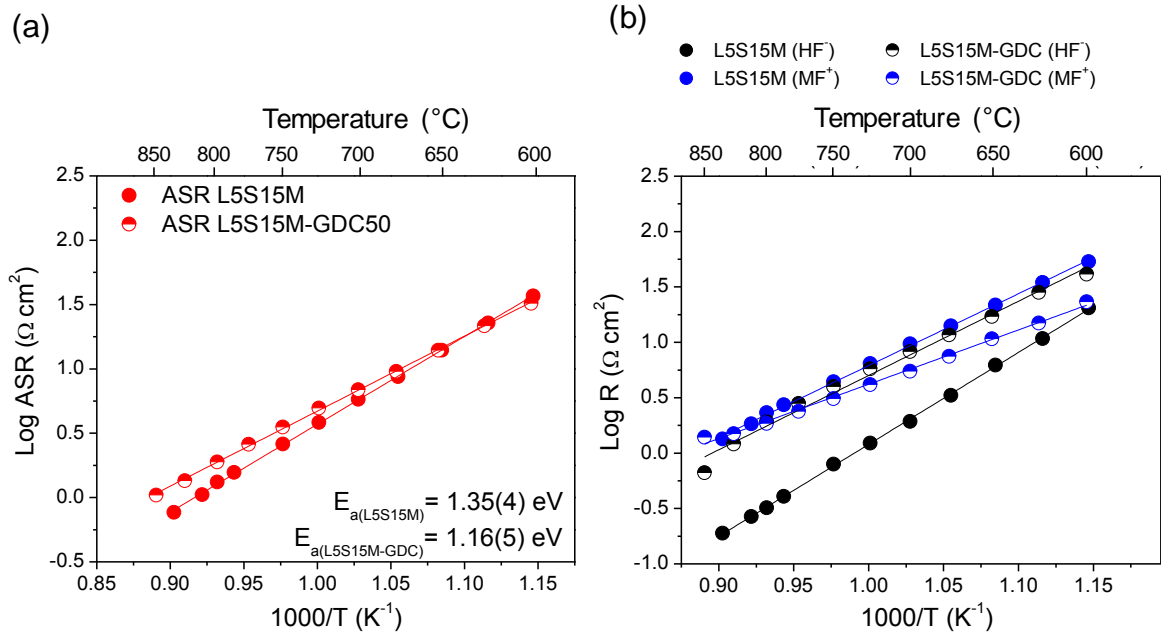 (a)
Temperature (°C)
850 800 750 700 650 600
2.5
2.0
1.5
1.0
0.5
0.0
-0.5
Log ASR (Ω cm²)
ASR L5S15M
ASR L5S15M-GDC50
Eₐ(L5S15M)= 1.35(4) eV
Eₐ(L5S15M-GDC)= 1.16(5) eV
0.85 0.90 0.95 1.00 1.05 1.10 1.15
1000/T (K⁻¹)
(b)
L5S15M (HF⁻) L5S15M-GDC (HF⁻)
L5S15M (MF⁺) L5S15M-GDC (MF⁺)
Temperature (°C)
850 800 750 700 650 600
2.5
2.0
1.5
1.0
0.5
0.0
-0.5
-1.0
Log R (Ω cm²)
0.90 0.95 1.00 1.05 1.10 1.15
1000/T (K⁻¹)